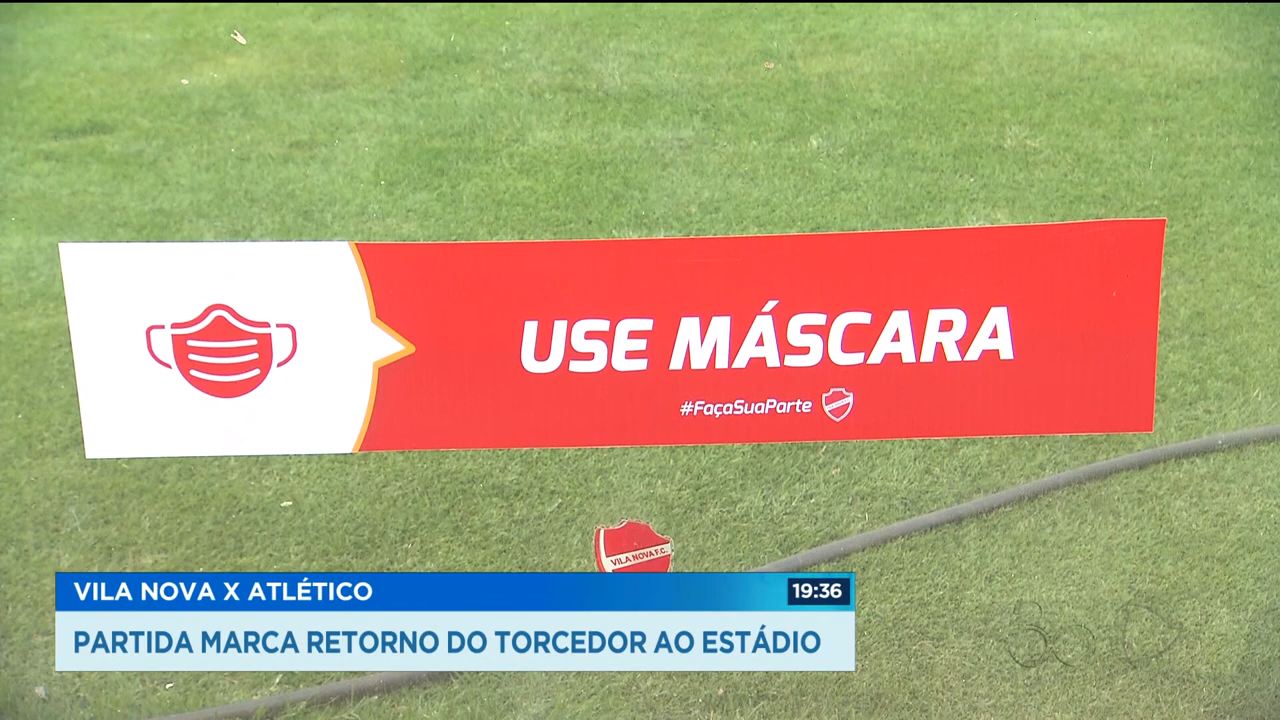 USE MÁSCARA
#FaçaSuaParte
VILA NOVA F.C.
VILA NOVA X ATLÉTICO
19:36
PARTIDA MARCA RETORNO DO TORCEDOR AO ESTÁDIO